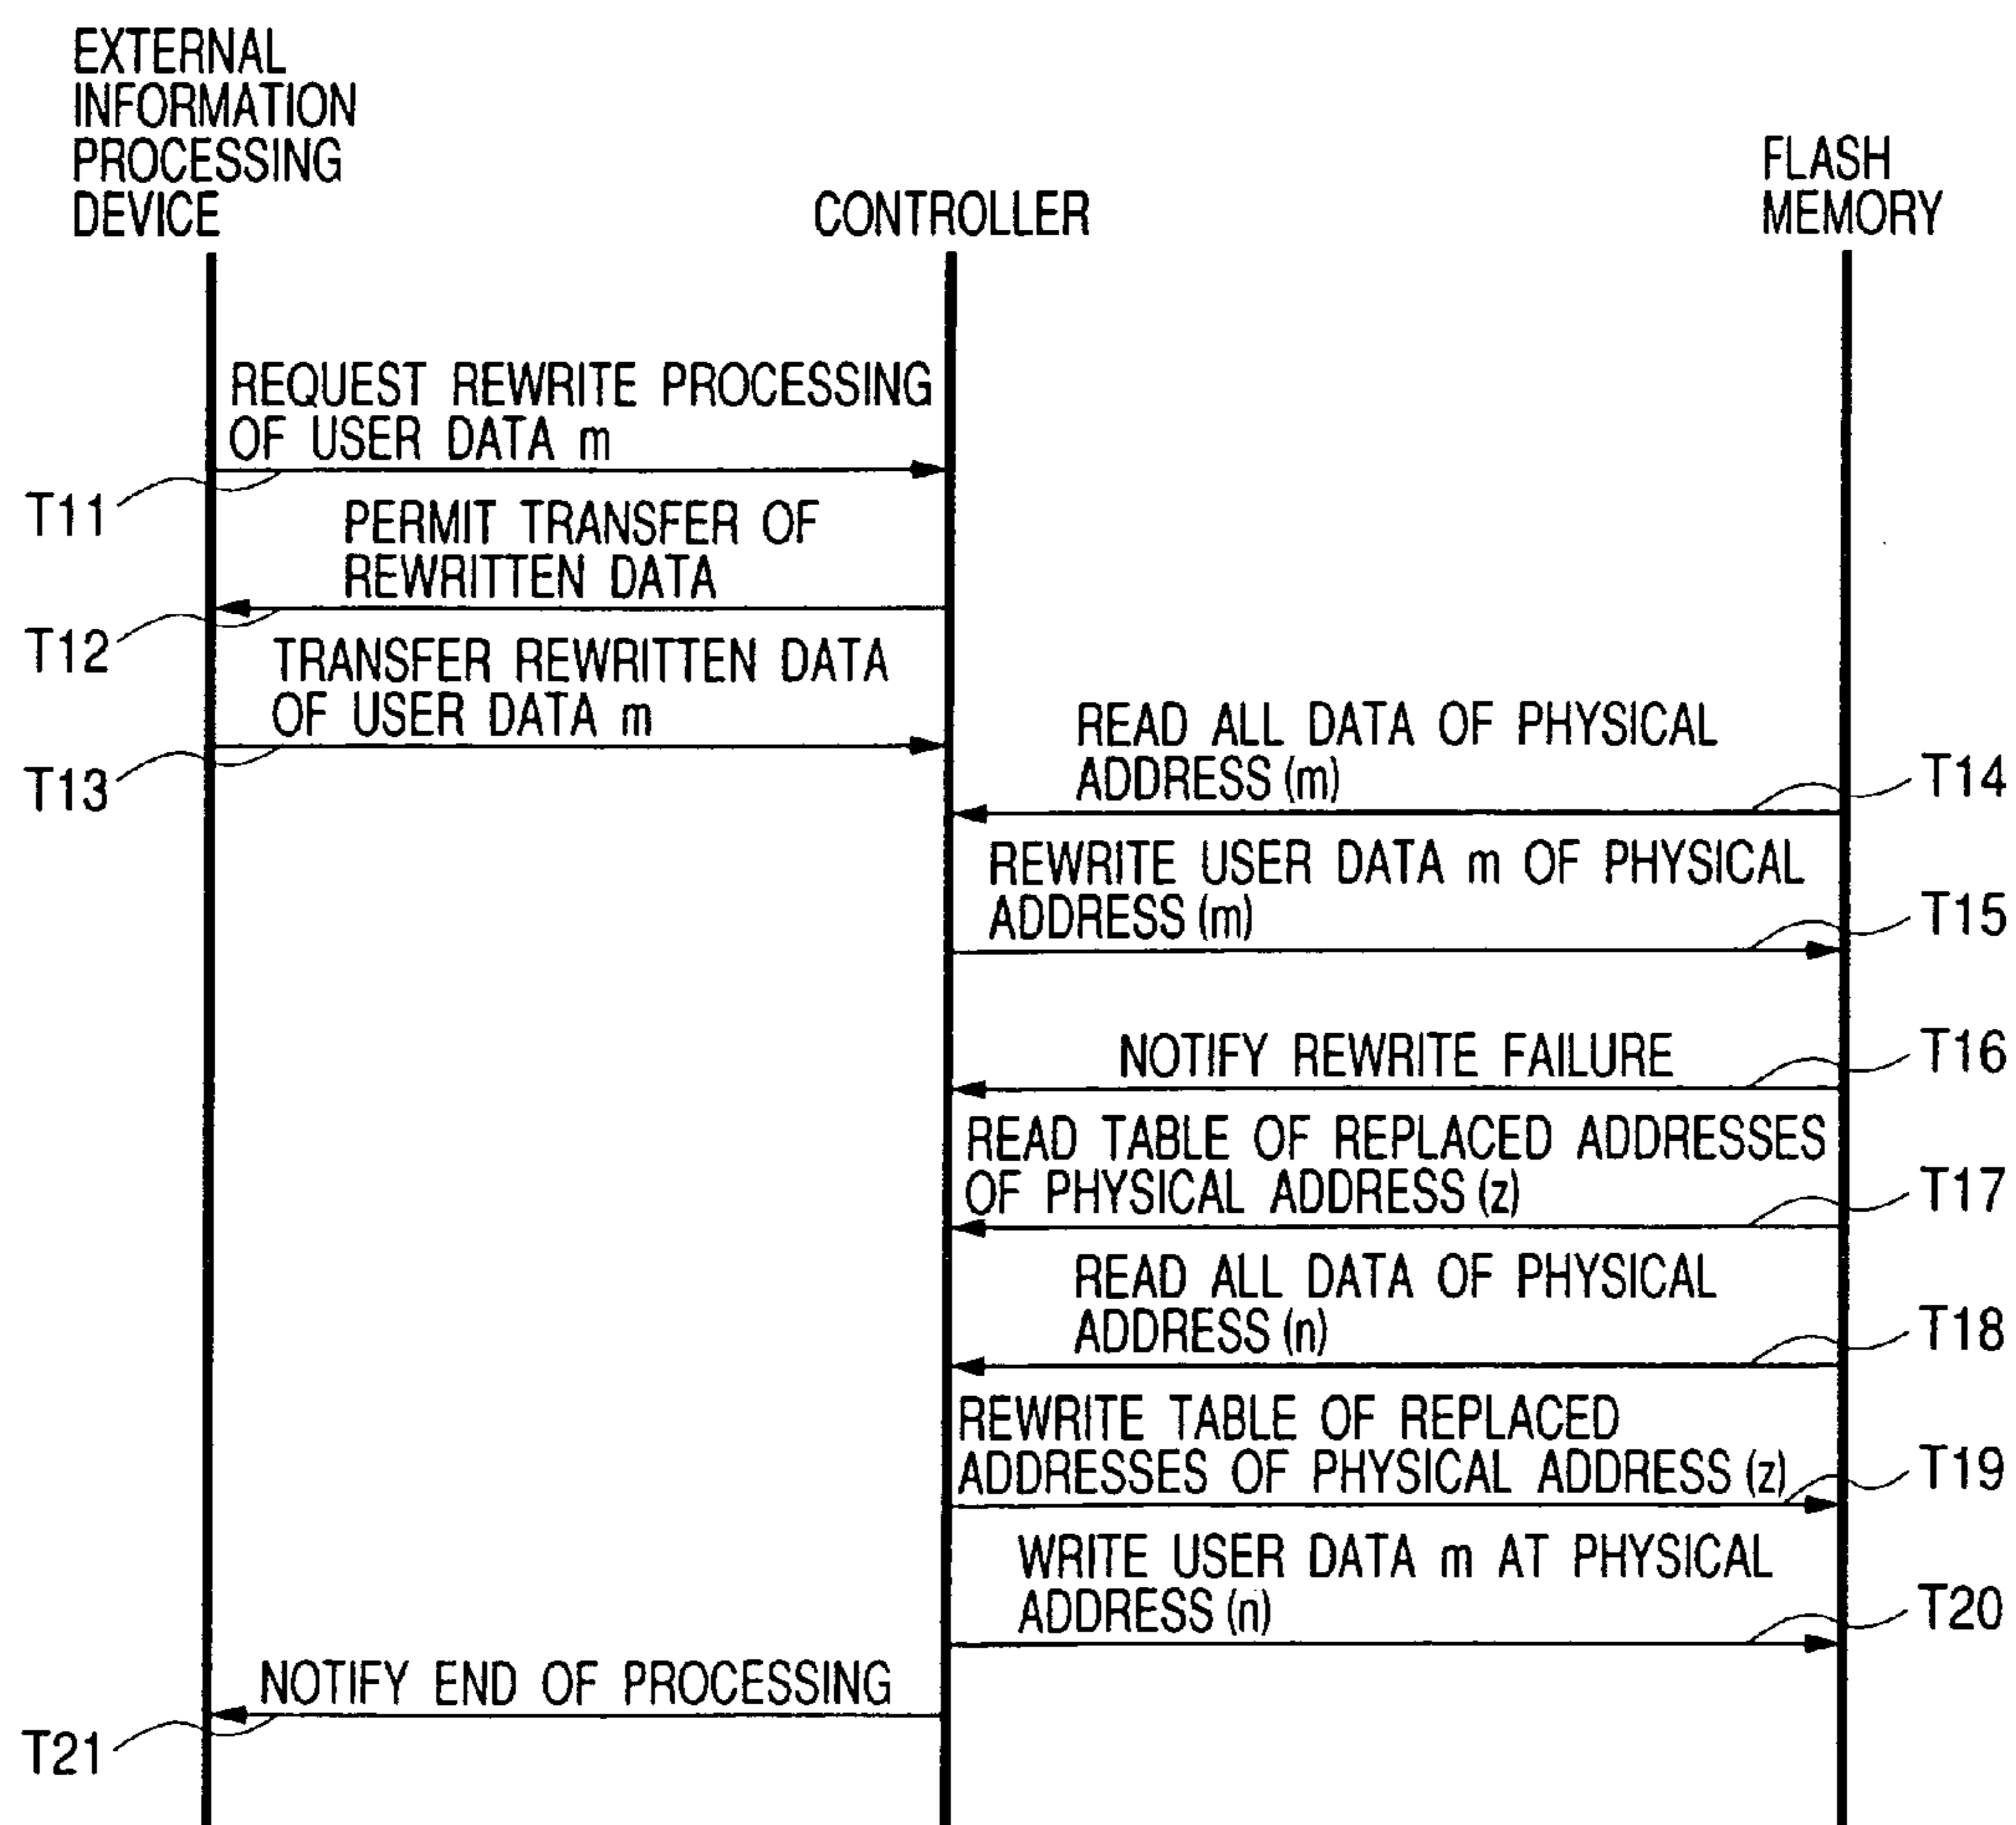 EXTERNAL
INFORMATION
PROCESSING
DEVICE
CONTROLLER
FLASH
MEMORY
REQUEST REWRITE PROCESSING
OF USER DATA m
T11
PERMIT TRANSFER OF
REWRITTEN DATA
T12
TRANSFER REWRITTEN DATA
OF USER DATA m
T13
READ ALL DATA OF PHYSICAL
ADDRESS (m)
T14
REWRITE USER DATA m OF PHYSICAL
ADDRESS (m)
T15
NOTIFY REWRITE FAILURE
T16
READ TABLE OF REPLACED ADDRESSES
OF PHYSICAL ADDRESS (z)
T17
READ ALL DATA OF PHYSICAL
ADDRESS (n)
T18
REWRITE TABLE OF REPLACED
ADDRESSES OF PHYSICAL ADDRESS (z)
T19
WRITE USER DATA m AT PHYSICAL
ADDRESS (n)
T20
NOTIFY END OF PROCESSING
T21